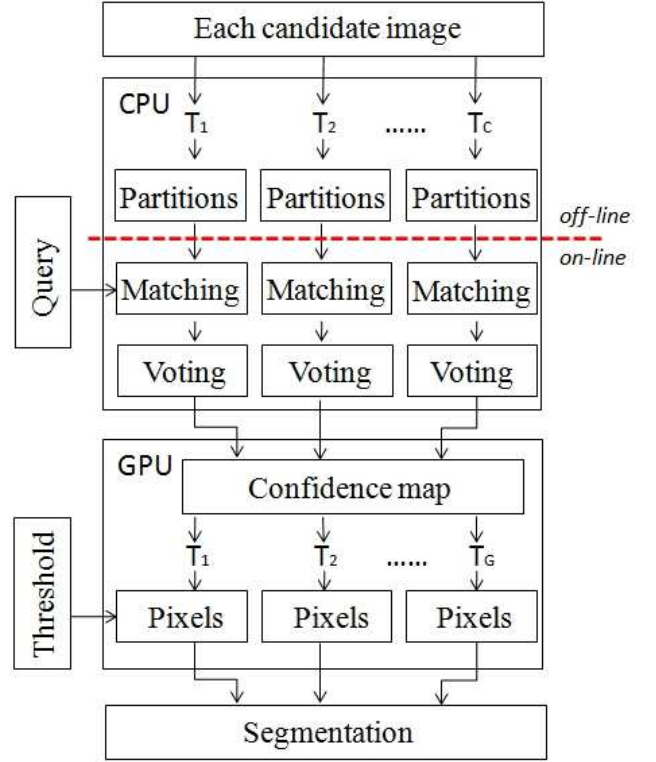 Each candidate image
CPU
T1 T2 ...... TC
Partitions Partitions Partitions
off-line
on-line
Query
Matching Matching Matching
Voting Voting Voting
GPU
Confidence map
T1 T2 ...... TG
Threshold
Pixels Pixels Pixels
Segmentation